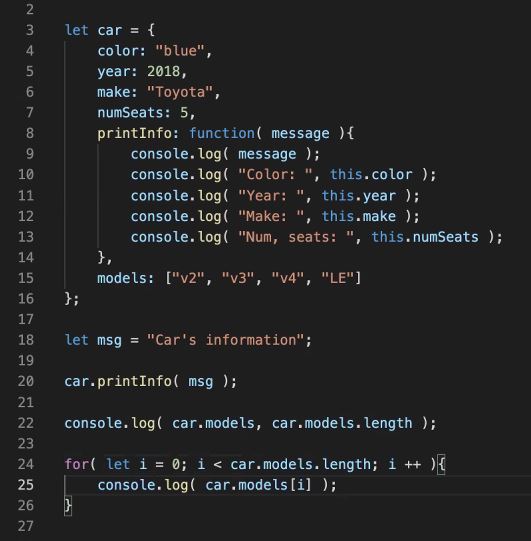 2
3 let car = {
4     color: "blue",
5     year: 2018,
6     make: "Toyota",
7     numSeats: 5,
8     printInfo: function( message ){
9         console.log( message );
10         console.log( "Color: ", this.color );
11         console.log( "Year: ", this.year );
12         console.log( "Make: ", this.make );
13         console.log( "Num, seats: ", this.numSeats );
14     },
15     models: ["v2", "v3", "v4", "LE"]
16 };
17
18 let msg = "Car's information";
19
20 car.printInfo( msg );
21
22 console.log( car.models, car.models.length );
23
24 for( let i = 0; i < car.models.length; i ++ ){
25     console.log( car.models[i] );
26 }
27